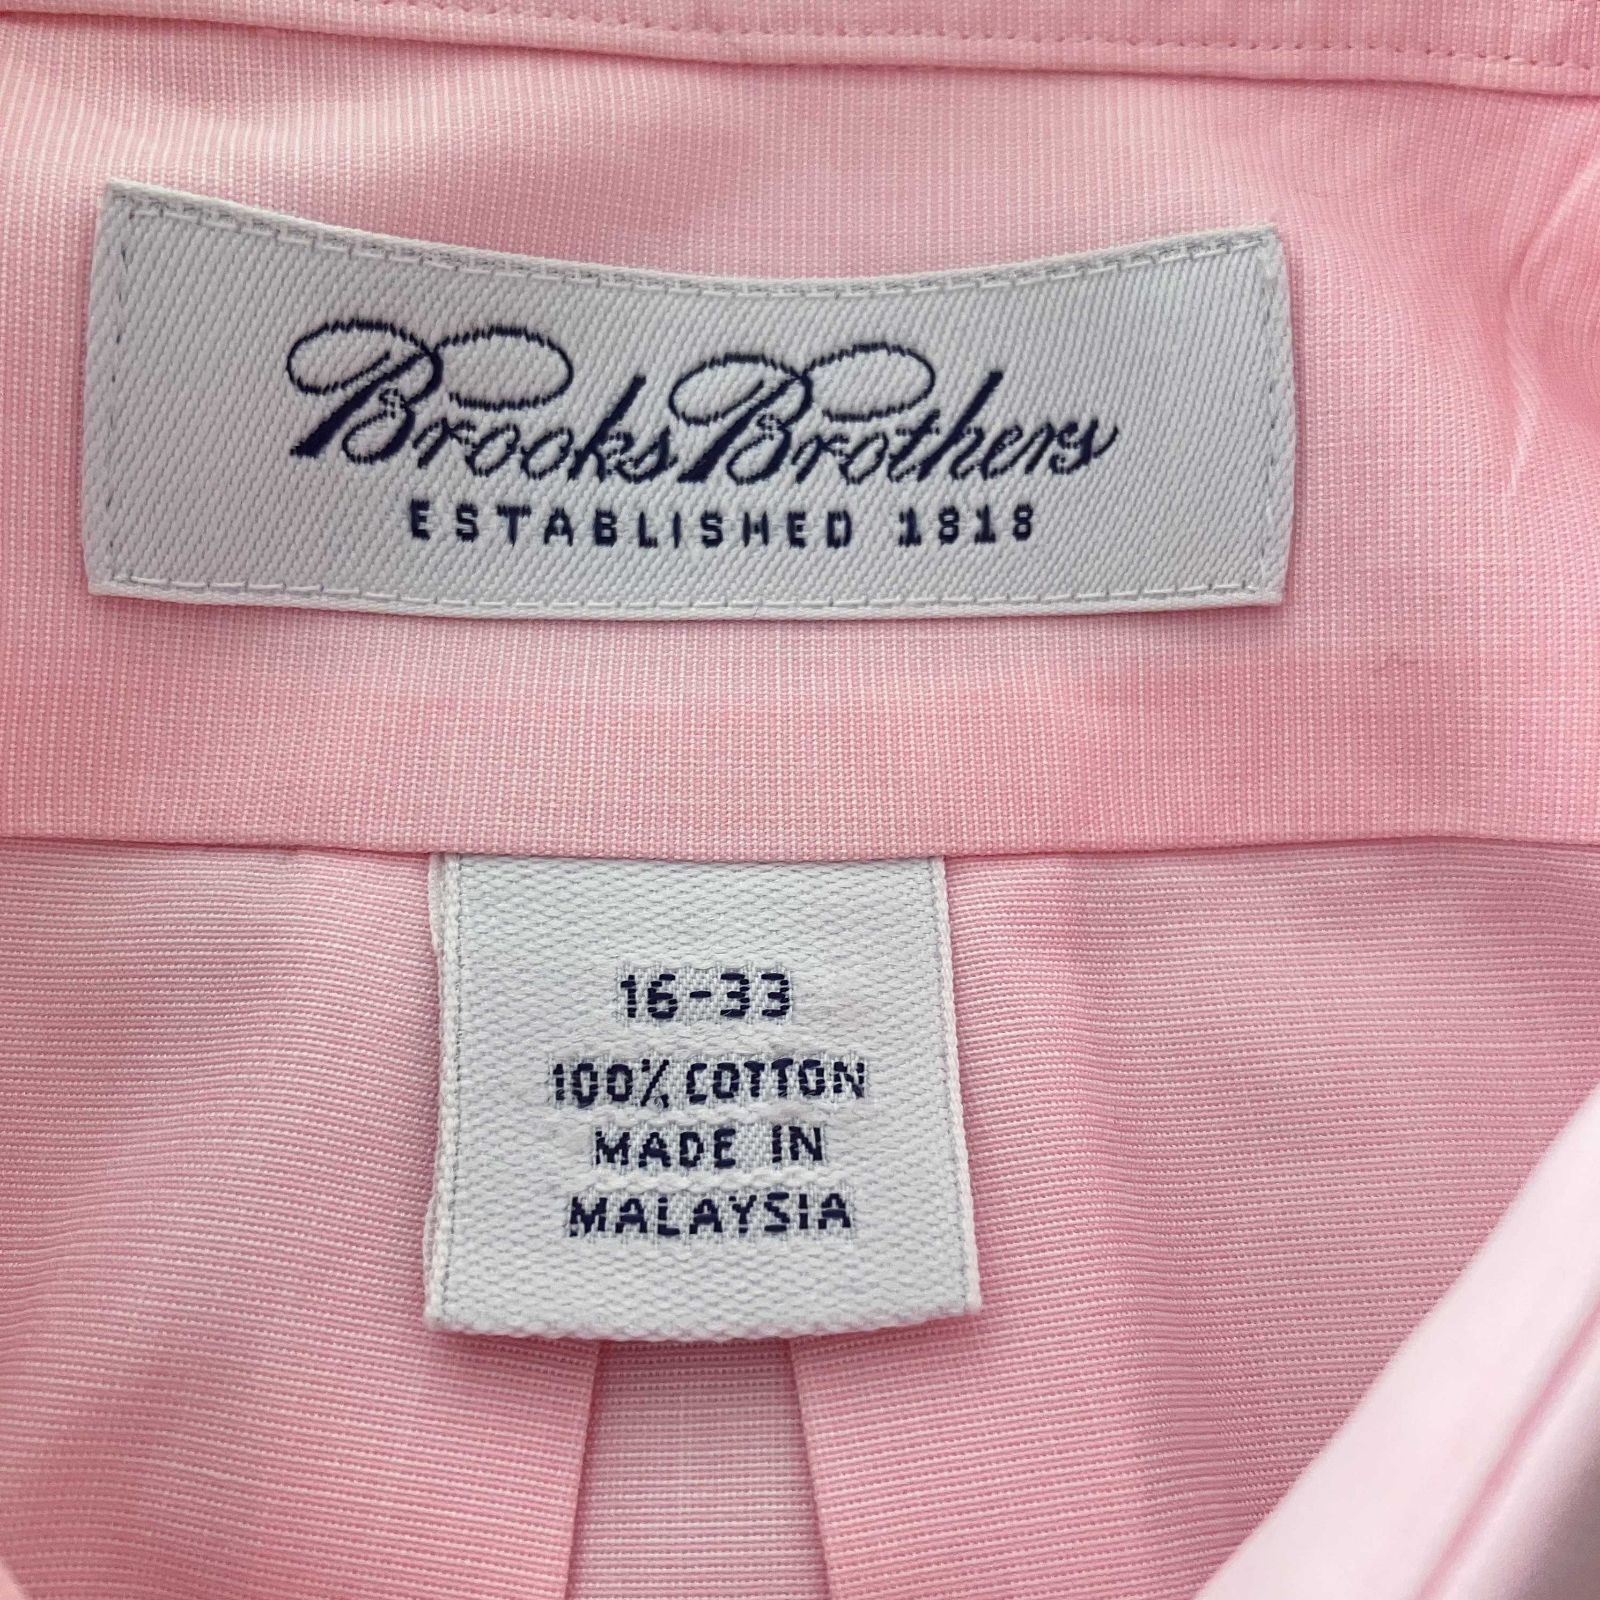 Brooks Brothers
ESTABLISHED 1818
16-33
100% COTTON
MADE IN
MALAYSIA